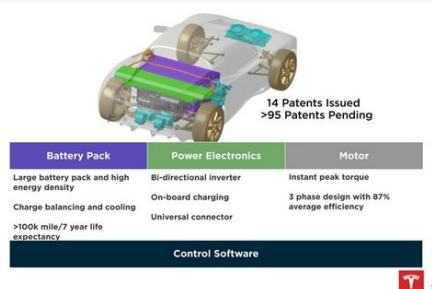 14 Patents Issued
>95 Patents Pending
Battery Pack
Power Electronics
Motor
Large battery pack and high
energy density
Charge balancing and cooling
>100k mile/7 year life
expectancy
Bi-directional inverter
On-board charging
Universal connector
Instant peak torque
3 phase design with 87%
average efficiency
Control Software